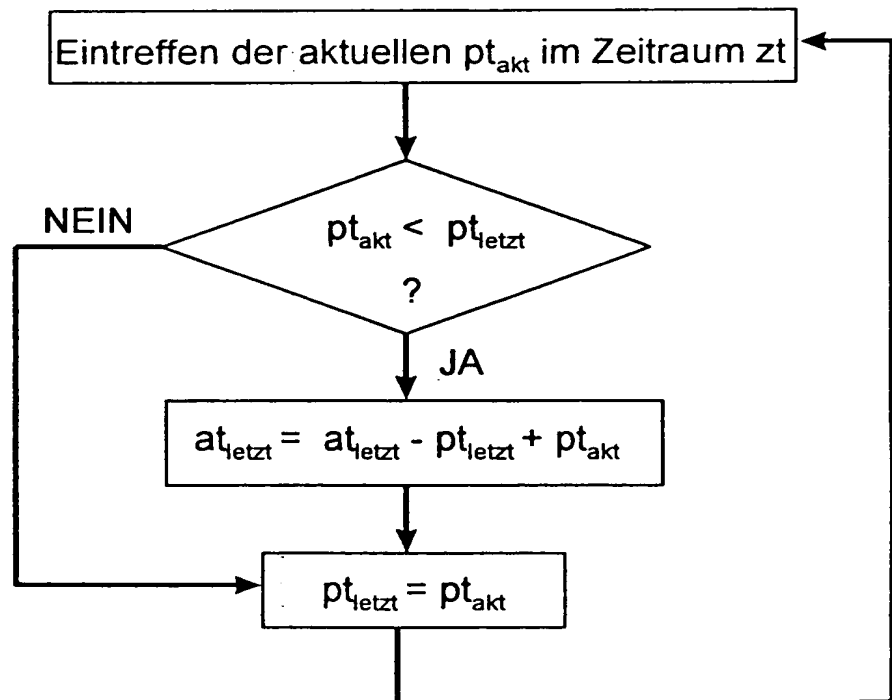 Eintreffen der aktuellen pt_akt im Zeitraum zt
NEIN
pt_akt < pt_letzt
?
JA
at_letzt = at_letzt - pt_letzt + pt_akt
pt_letzt = pt_akt